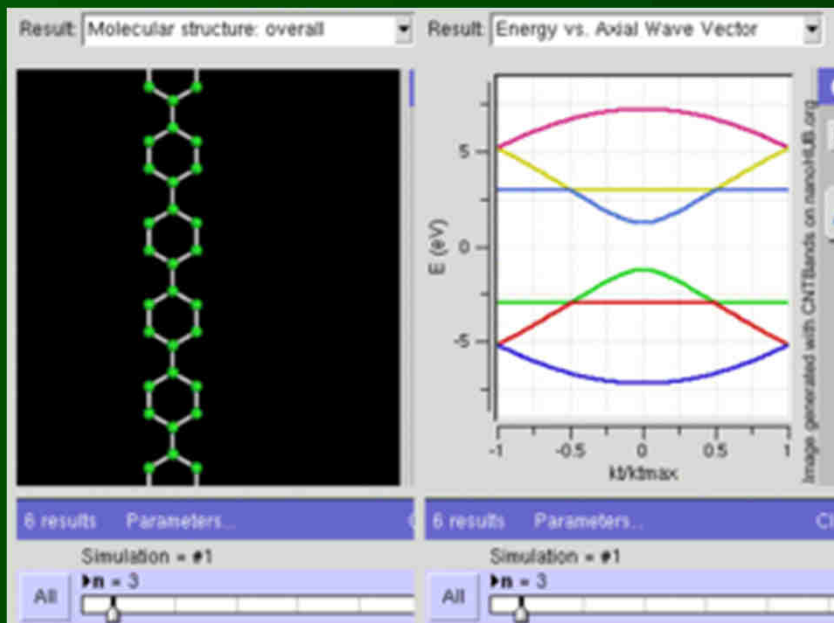 Result: Molecular structure: overall
Result: Energy vs. Axial Wave Vector
5
0
-5
E (eV)
-1 -0.5 0 0.5 1
kt/ktmax
Image generated with CNTBands on nanoHUB.org
6 results Parameters...
6 results Parameters... Cl
Simulation = #1
n = 3
All
Simulation = #1
n = 3
All